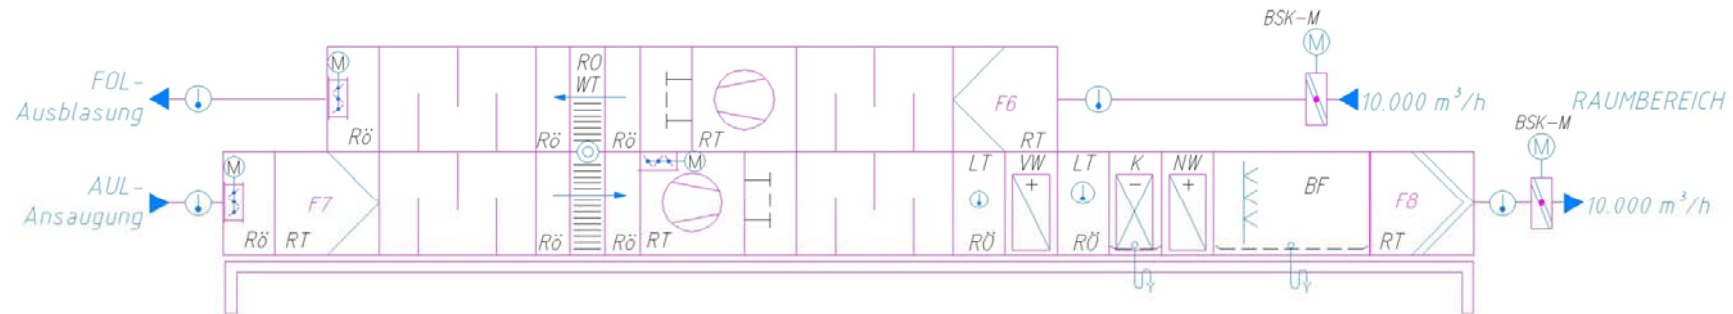 BSK-M
M
FOL-
Ausblasung
M
RO
WT
F6
10.000 m³/h
RAUMBEREICH
Rö
Rö
Rö
RT
RT
BSK-M
M
AUL-
Ansaugung
M
F7
M
LT
VW
LT
K
NW
+
-
+
BF
F8
10.000 m³/h
Rö
RT
Rö
Rö
RT
RÖ
RÖ
RT